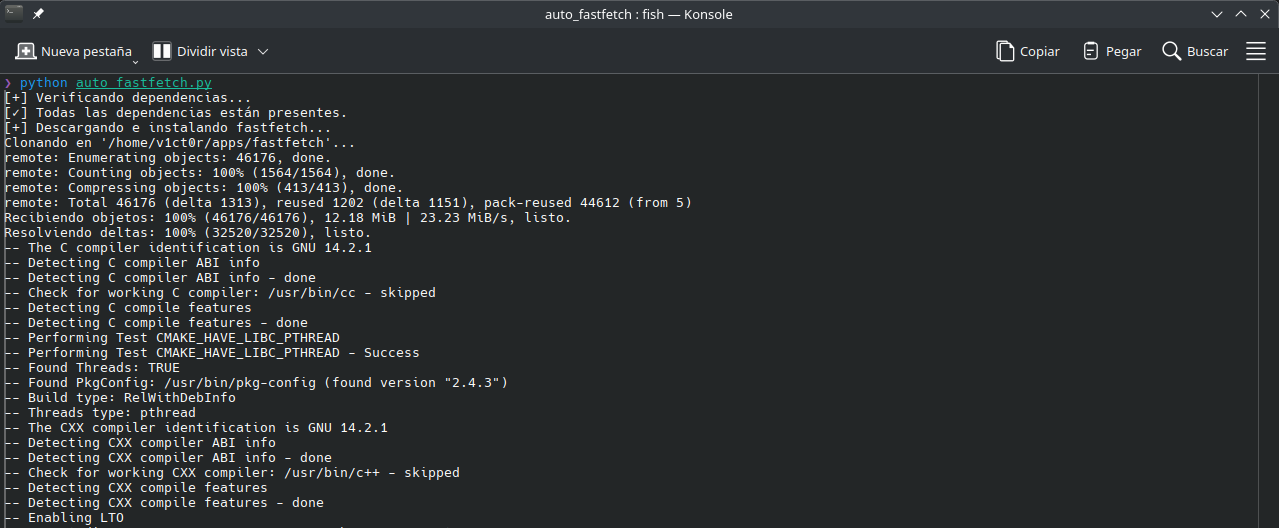 auto_fastfetch : fish — Konsole
Nueva pestaña Dividir vista Copiar Pegar Buscar
❯ python auto_fastfetch.py
[+] Verificando dependencias...
[✓] Todas las dependencias están presentes.
[+] Descargando e instalando fastfetch...
Clonando en '/home/v1ct0r/apps/fastfetch'...
remote: Enumerating objects: 46176, done.
remote: Counting objects: 100% (1564/1564), done.
remote: Compressing objects: 100% (413/413), done.
remote: Total 46176 (delta 1313), reused 1202 (delta 1151), pack-reused 44612 (from 5)
Recibiendo objetos: 100% (46176/46176), 12.18 MiB | 23.23 MiB/s, listo.
Resolviendo deltas: 100% (32520/32520), listo.
-- The C compiler identification is GNU 14.2.1
-- Detecting C compiler ABI info
-- Detecting C compiler ABI info - done
-- Check for working C compiler: /usr/bin/cc - skipped
-- Detecting C compile features
-- Detecting C compile features - done
-- Performing Test CMAKE_HAVE_LIBC_PTHREAD
-- Performing Test CMAKE_HAVE_LIBC_PTHREAD - Success
-- Found Threads: TRUE
-- Found PkgConfig: /usr/bin/pkg-config (found version "2.4.3")
-- Build type: RelWithDebInfo
-- Threads type: pthread
-- The CXX compiler identification is GNU 14.2.1
-- Detecting CXX compiler ABI info
-- Detecting CXX compiler ABI info - done
-- Check for working CXX compiler: /usr/bin/c++ - skipped
-- Detecting CXX compile features
-- Detecting CXX compile features - done
-- Enabling LTO